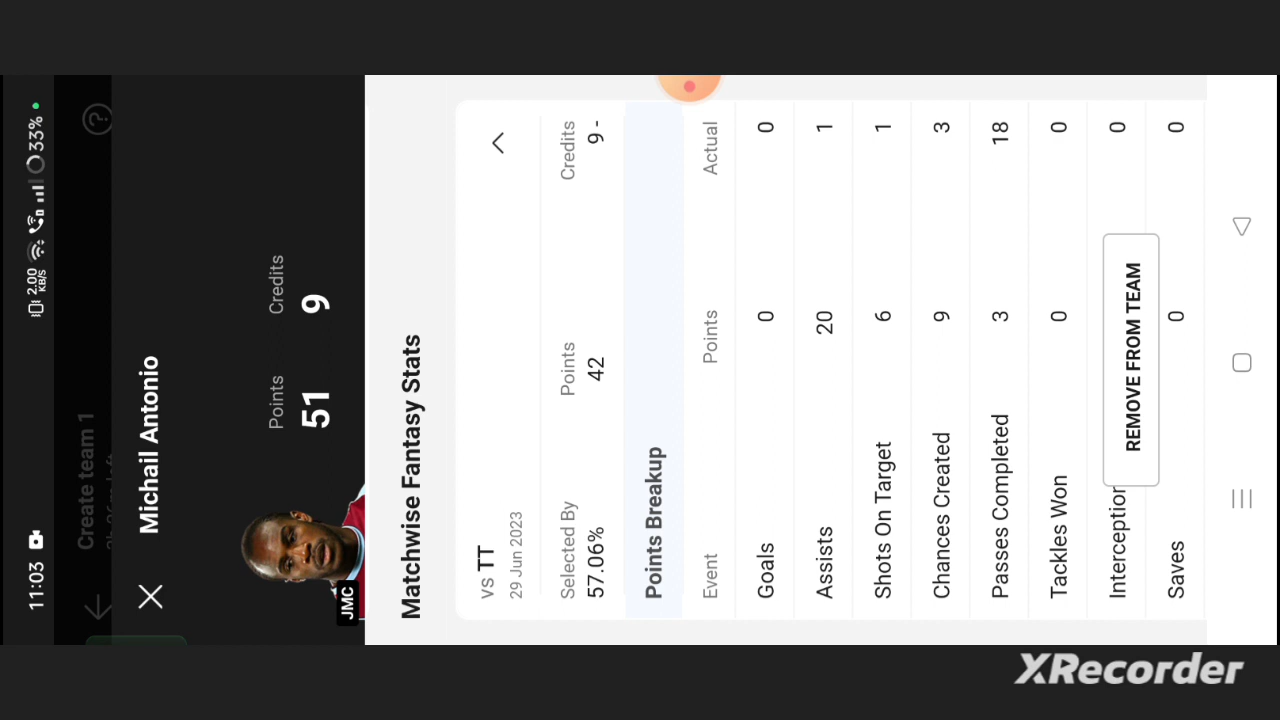 11:03
2.00 KB/S
33%
Create team 1
Michail Antonio
Points Credits
51 9
JMC
Matchwise Fantasy Stats
vs TT
29 Jun 2023
Selected By Points Credits
57.06% 42 9 -
Points Breakup
Event Points Actual
Goals 0 0
Assists 20 1
Shots On Target 6 1
Chances Created 9 3
Passes Completed 3 18
Tackles Won 0 0
Interception 0
REMOVE FROM TEAM
Saves 0 0
XRecorder